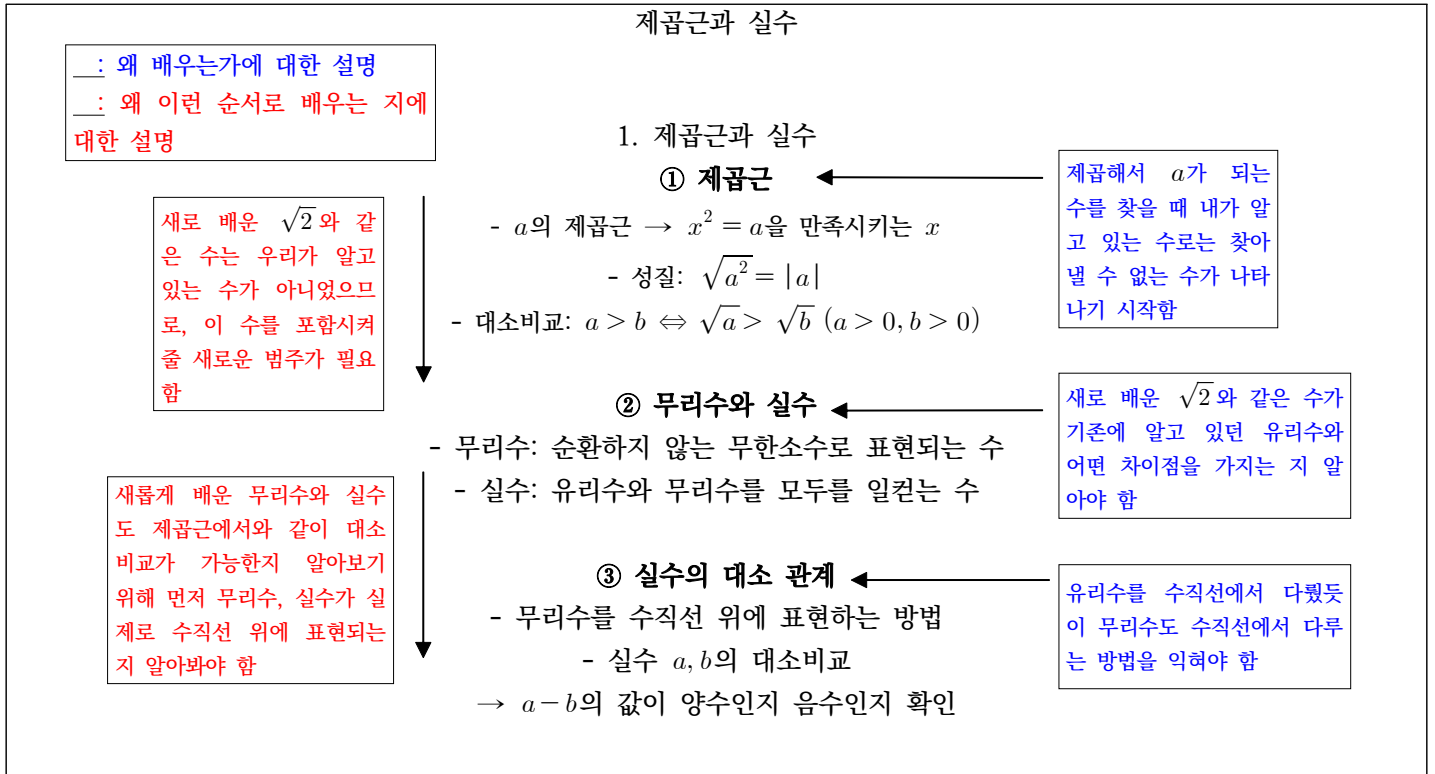 제곱근과 실수
__: 왜 배우는가에 대한 설명
__: 왜 이런 순서로 배우는 지에
대한 설명
1. 제곱근과 실수
① 제곱근
- a의 제곱근 → x² = a을 만족시키는 x
- 성질: √a² = |a|
- 대소비교: a > b ⇔ √a > √b (a > 0, b > 0)
제곱해서 a가 되는
수를 찾을 때 내가 알
고 있는 수로는 찾아
낼 수 없는 수가 나타
나기 시작함
새로 배운 √2와 같
은 수는 우리가 알고
있는 수가 아니었으므
로, 이 수를 포함시켜
줄 새로운 범주가 필요
함
② 무리수와 실수
- 무리수: 순환하지 않는 무한소수로 표현되는 수
- 실수: 유리수와 무리수를 모두를 일컫는 수
새로 배운 √2와 같은 수가
기존에 알고 있던 유리수와
어떤 차이점을 가지는 지 알
아야 함
새롭게 배운 무리수와 실수
도 제곱근에서와 같이 대소
비교가 가능한지 알아보기
위해 먼저 무리수, 실수가 실
제로 수직선 위에 표현되는
지 알아봐야 함
③ 실수의 대소 관계
- 무리수를 수직선 위에 표현하는 방법
- 실수 a, b의 대소비교
→ a－b의 값이 양수인지 음수인지 확인
유리수를 수직선에서 다뤘듯
이 무리수도 수직선에서 다루
는 방법을 익혀야 함